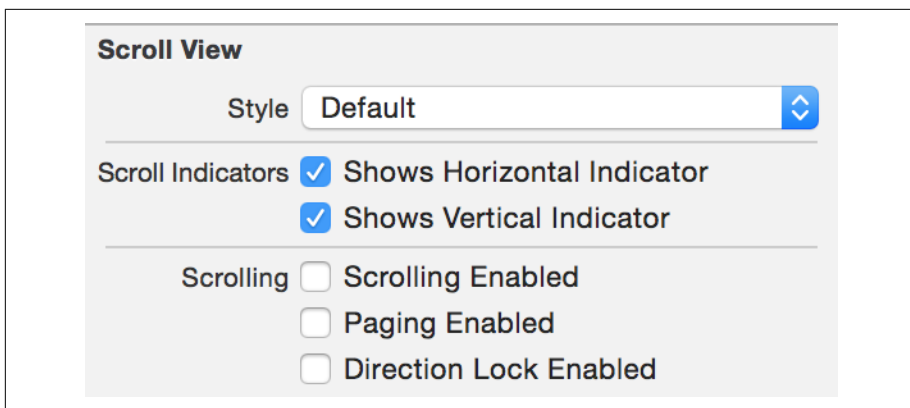 Scroll View
Style Default
Scroll Indicators Shows Horizontal Indicator
Shows Vertical Indicator
Scrolling Scrolling Enabled
Paging Enabled
Direction Lock Enabled